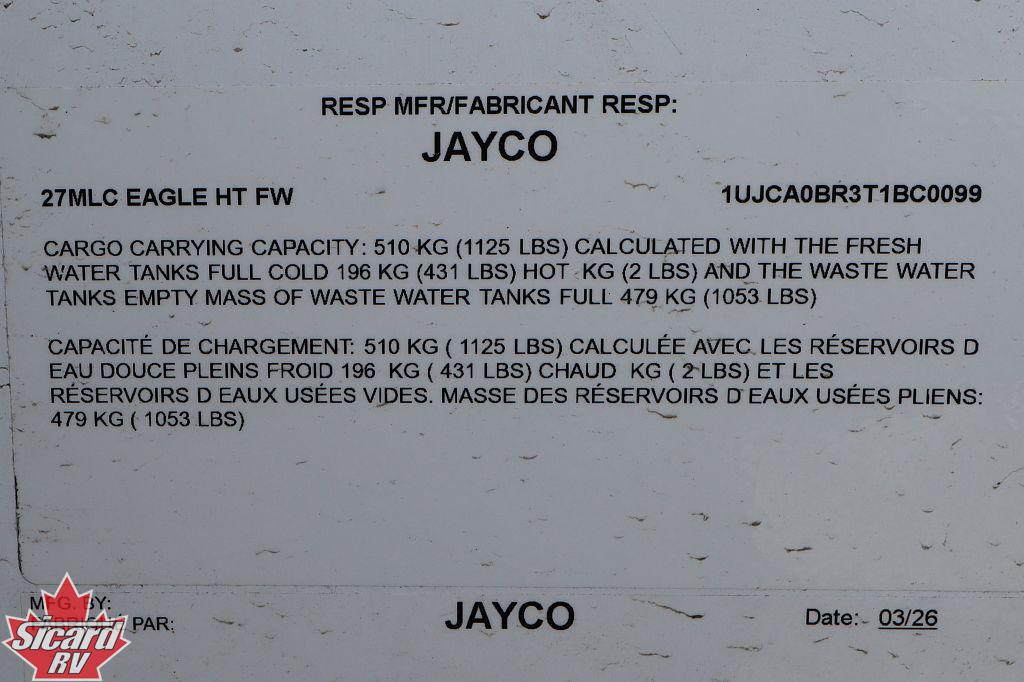 RESP MFR/FABRICANT RESP:
JAYCO
27MLC EAGLE HT FW 1UJCA0BR3T1BC0099
CARGO CARRYING CAPACITY: 510 KG (1125 LBS) CALCULATED WITH THE FRESH
WATER TANKS FULL COLD 196 KG (431 LBS) HOT KG (2 LBS) AND THE WASTE WATER
TANKS EMPTY MASS OF WASTE WATER TANKS FULL 479 KG (1053 LBS)
CAPACITÉ DE CHARGEMENT: 510 KG ( 1125 LBS) CALCULÉE AVEC LES RÉSERVOIRS D
EAU DOUCE PLEINS FROID 196 KG ( 431 LBS) CHAUD KG ( 2 LBS) ET LES
RÉSERVOIRS D EAUX USÉES VIDES. MASSE DES RÉSERVOIRS D EAUX USÉES PLIENS:
479 KG ( 1053 LBS)
MFG. BY:
PAR:
JAYCO
Date: 03/26
Sicard
RV